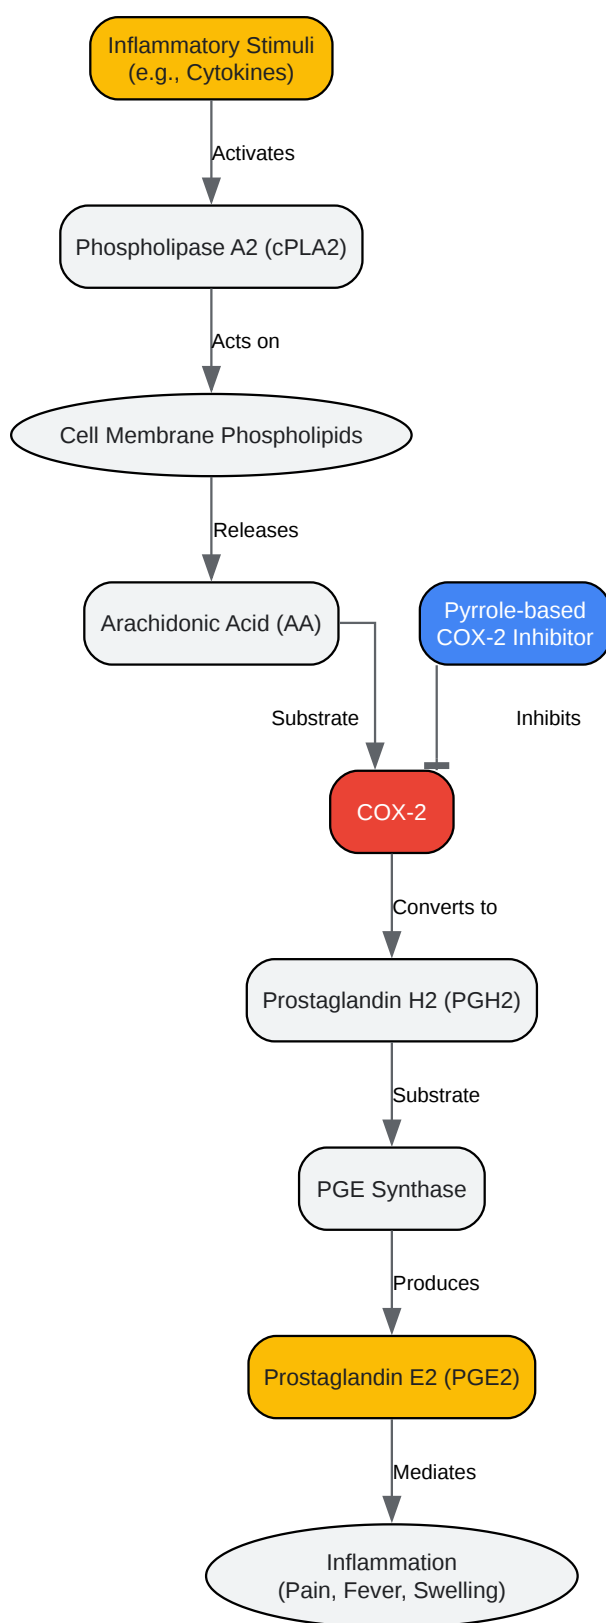 Inflammatory Stimuli
(e.g., Cytokines)
Activates
Phospholipase A2 (cPLA2)
Acts on
Cell Membrane Phospholipids
Releases
Arachidonic Acid (AA)
Pyrrole-based
COX-2 Inhibitor
Substrate
Inhibits
COX-2
Converts to
Prostaglandin H2 (PGH2)
Substrate
PGE Synthase
Produces
Prostaglandin E2 (PGE2)
Mediates
Inflammation
(Pain, Fever, Swelling)